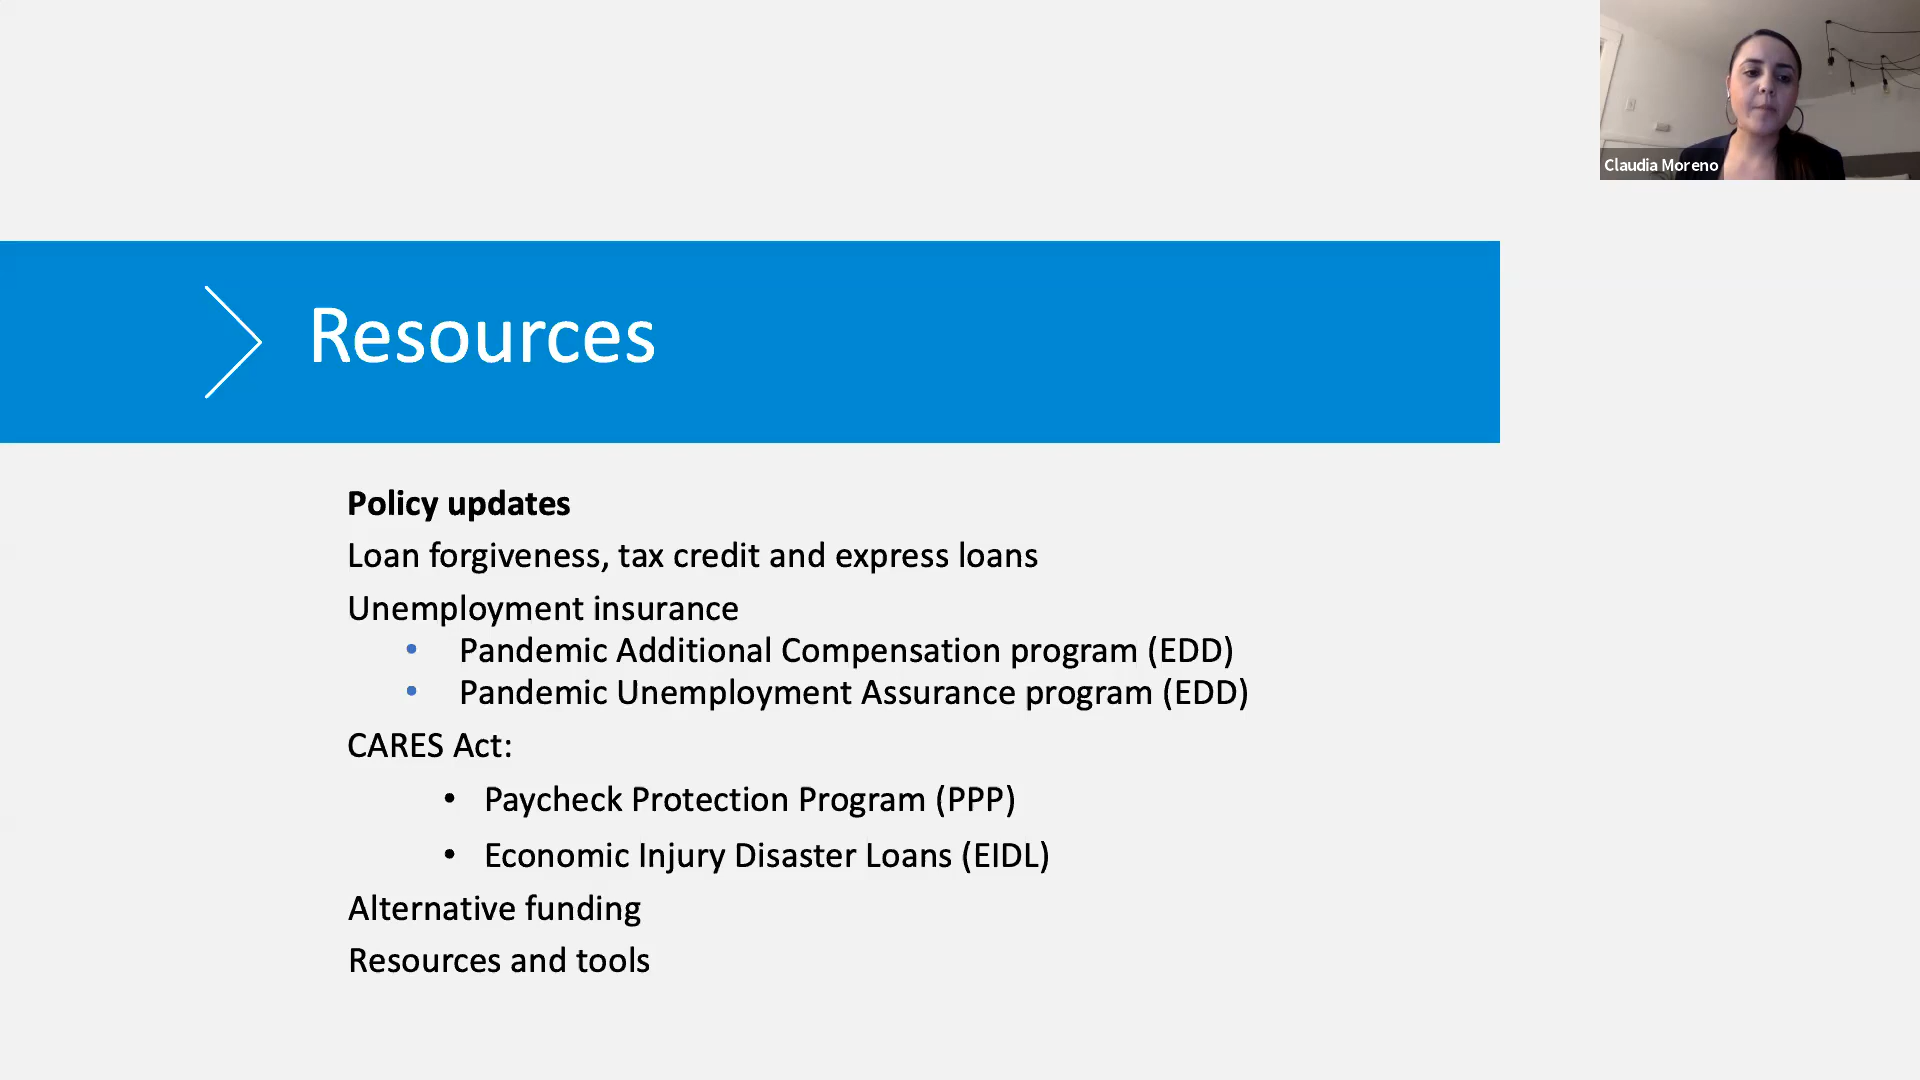 Claudia Moreno
Resources
Policy updates
Loan forgiveness, tax credit and express loans
Unemployment insurance
• Pandemic Additional Compensation program (EDD)
• Pandemic Unemployment Assurance program (EDD)
CARES Act:
• Paycheck Protection Program (PPP)
• Economic Injury Disaster Loans (EIDL)
Alternative funding
Resources and tools